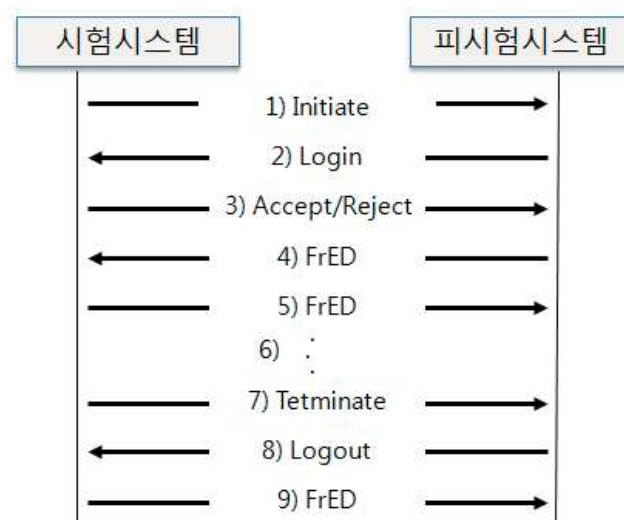 시험시스템 피시험시스템
1) Initiate
2) Login
3) Accept/Reject
4) FrED
5) FrED
6) :
7) Tetminate
8) Logout
9) FrED